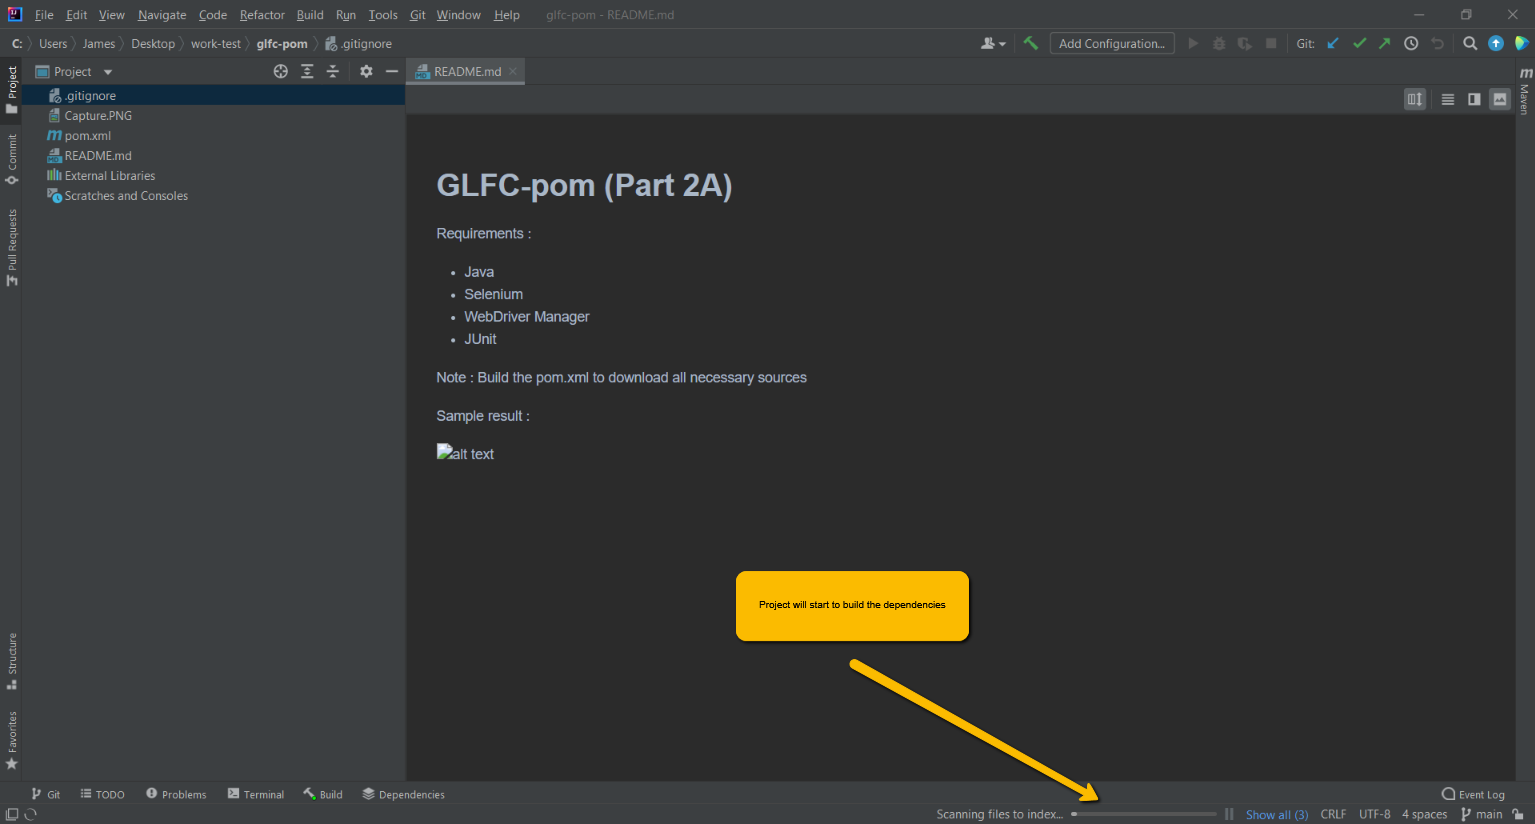 File Edit View Navigate Code Refactor Build Run Tools Git Window Help glfc-pom - README.md
C: Users James Desktop work-test glfc-pom .gitignore Add Configuration... Git:
Project README.md
.gitignore
Capture.PNG
pom.xml
README.md
External Libraries
Scratches and Consoles
Project
Commit
Pull Requests
Structure
Favorites
Maven
GLFC-pom (Part 2A)
Requirements :
Java
Selenium
WebDriver Manager
JUnit
Note : Build the pom.xml to download all necessary sources
Sample result :
alt text
Project will start to build the dependencies
Git TODO Problems Terminal Build Dependencies Event Log
Scanning files to index... Show all (3) CRLF UTF-8 4 spaces main